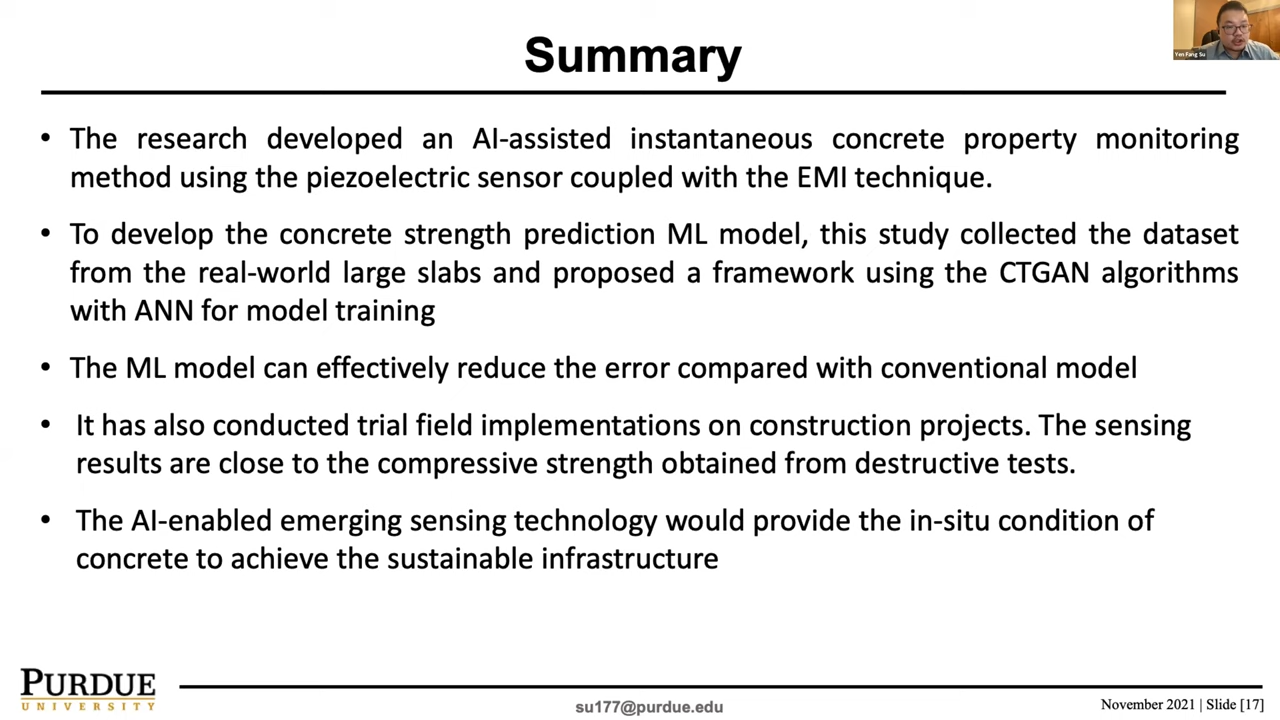 Summary
Yen Fang Su
• The research developed an AI-assisted instantaneous concrete property monitoring
method using the piezoelectric sensor coupled with the EMI technique.
• To develop the concrete strength prediction ML model, this study collected the dataset
from the real-world large slabs and proposed a framework using the CTGAN algorithms
with ANN for model training
• The ML model can effectively reduce the error compared with conventional model
• It has also conducted trial field implementations on construction projects. The sensing
results are close to the compressive strength obtained from destructive tests.
• The AI-enabled emerging sensing technology would provide the in-situ condition of
concrete to achieve the sustainable infrastructure
PURDUE
UNIVERSITY
su177@purdue.edu
November 2021 | Slide [17]